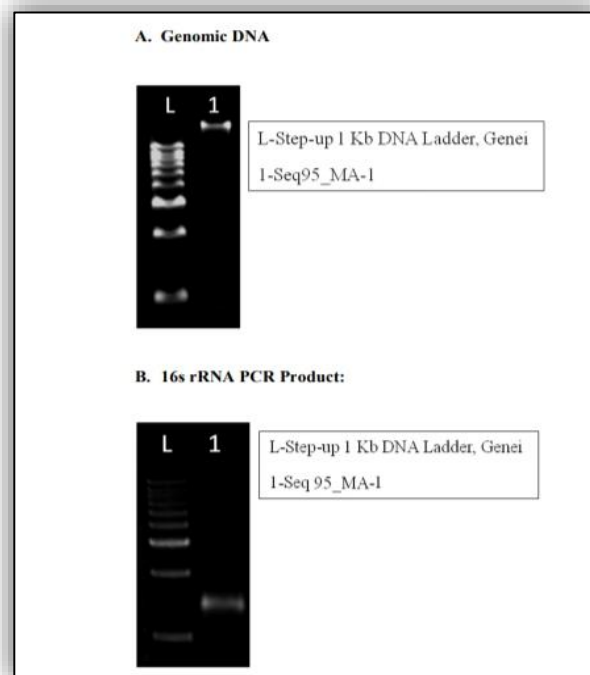 A. Genomic DNA
L 1
L-Step-up 1 Kb DNA Ladder, Genei
1-Seq95_MA-1
B. 16s rRNA PCR Product:
L 1
L-Step-up 1 Kb DNA Ladder, Genei
1-Seq 95_MA-1